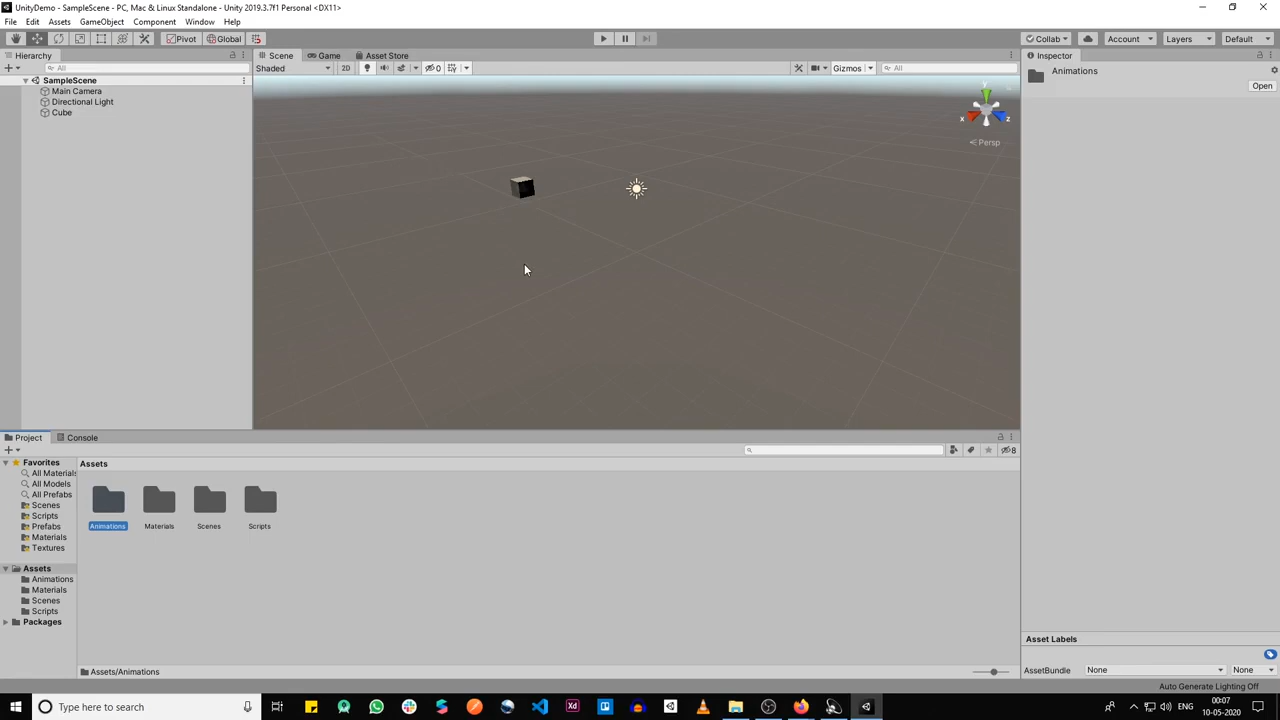 UnityDemo - SampleScene - PC, Mac & Linux Standalone - Unity 2019.3.7f1 Personal <DX11>
File Edit Assets GameObject Component Window Help
Pivot Global Collab Account Layers Default
Hierarchy Scene Game Asset Store Inspector
All Shaded 2D 0 Gizmos All Animations
SampleScene
Open
Main Camera
Directional Light
Cube
y
x z
Persp
Project Console
8
Favorites Assets
All Materials
All Models
All Prefabs
Scenes
Scripts
Prefabs
Materials
Textures
Animations Materials Scenes Scripts
Assets
Animations
Materials
Scenes
Scripts
Packages
Asset Labels
Assets/Animations AssetBundle None None
Auto Generate Lighting Off
Type here to search
Xd
ENG
00:07
10-05-2020